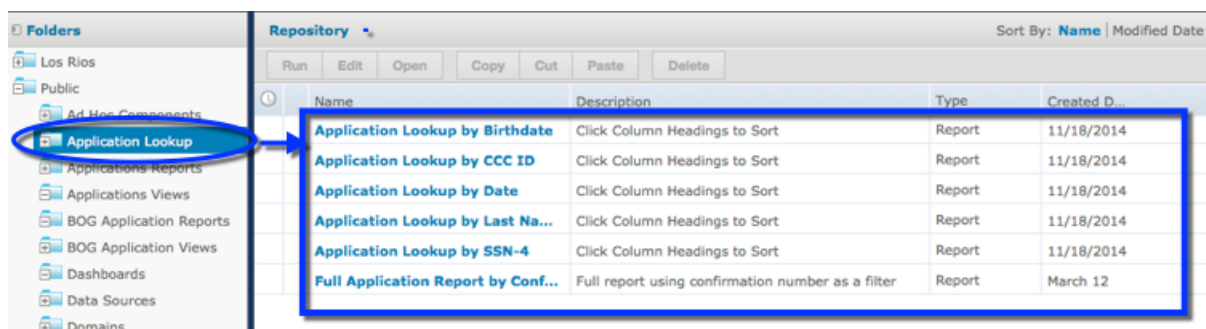 Folders
Los Rios
Public
Ad Hoc Components
Application Lookup
Applications Reports
Applications Views
BOG Application Reports
BOG Application Views
Dashboards
Data Sources
Domains
Repository Sort By: Name | Modified Date
Run Edit Open Copy Cut Paste Delete
Name Description Type Created D...
Application Lookup by Birthdate Click Column Headings to Sort Report 11/18/2014
Application Lookup by CCC ID Click Column Headings to Sort Report 11/18/2014
Application Lookup by Date Click Column Headings to Sort Report 11/18/2014
Application Lookup by Last Na... Click Column Headings to Sort Report 11/18/2014
Application Lookup by SSN-4 Click Column Headings to Sort Report 11/18/2014
Full Application Report by Conf... Full report using confirmation number as a filter Report March 12